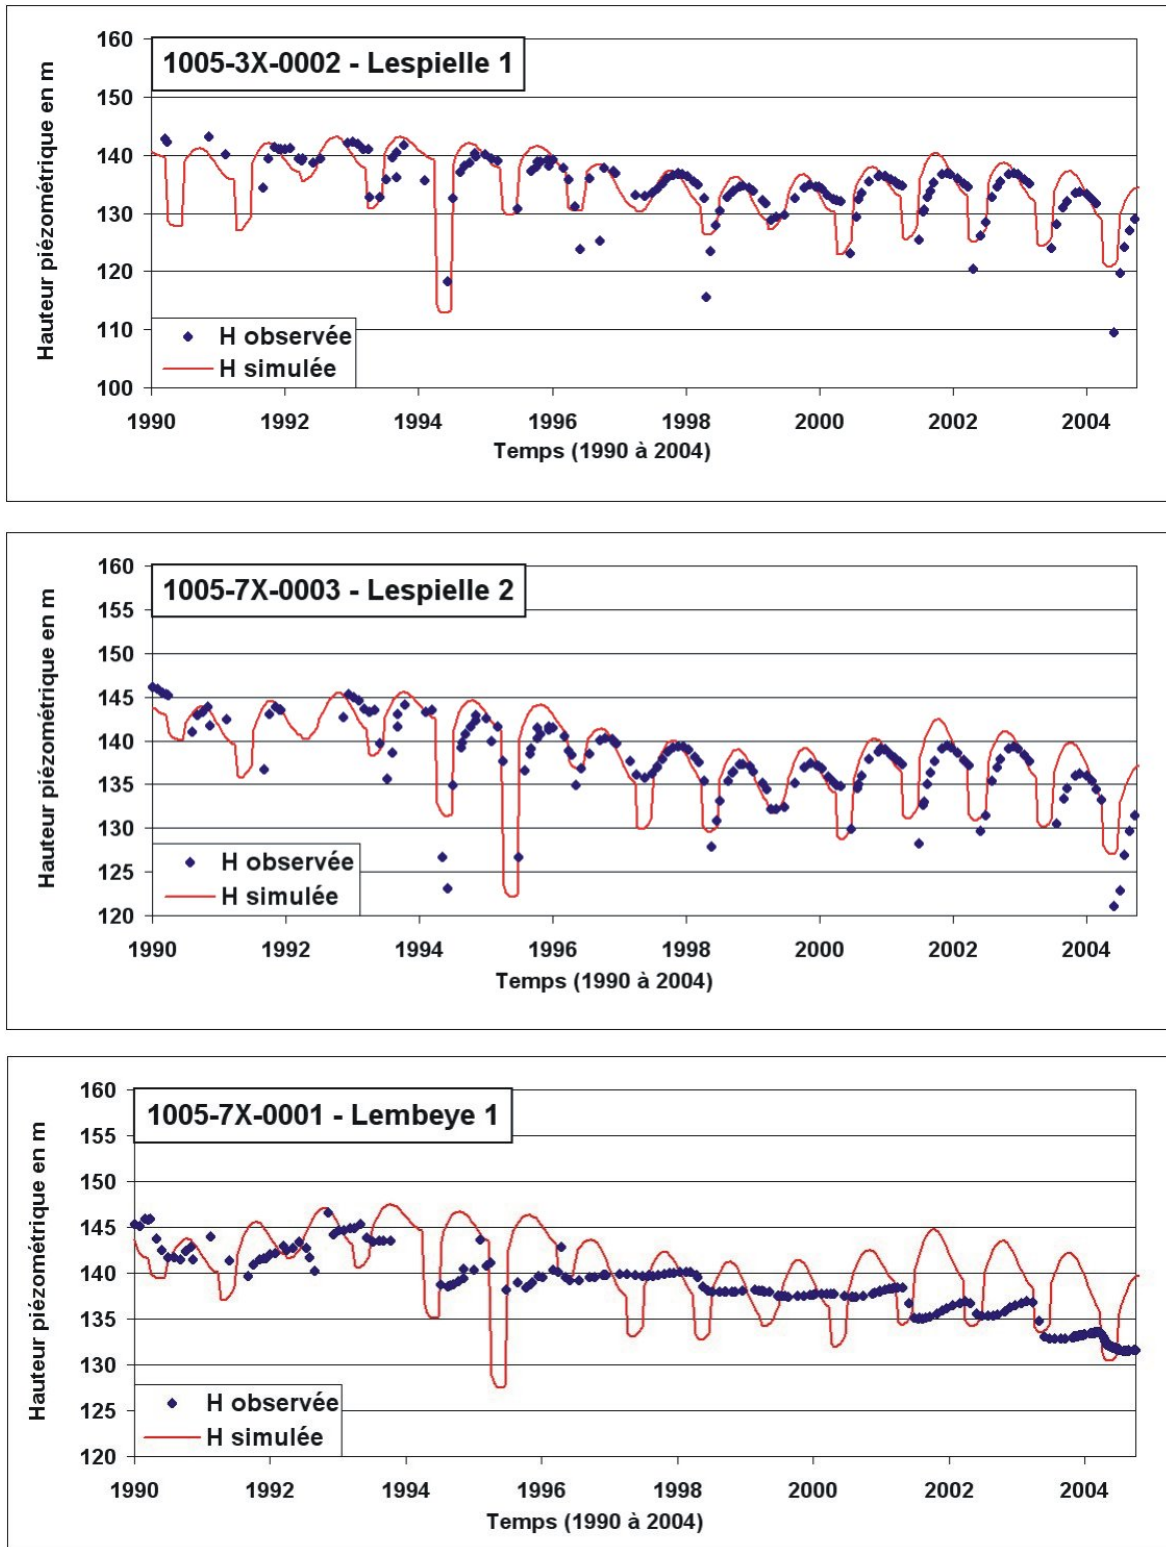 160
1005-3X-0002 - Lespielle 1
150
140
130
120
110
100
Hauteur piézométrique en m
H observée
H simulée
1990 1992 1994 1996 1998 2000 2002 2004
Temps (1990 à 2004)
160
1005-7X-0003 - Lespielle 2
155
150
145
140
135
130
125
120
Hauteur piézométrique en m
H observée
H simulée
1990 1992 1994 1996 1998 2000 2002 2004
Temps (1990 à 2004)
160
1005-7X-0001 - Lembeye 1
155
150
145
140
135
130
125
120
Hauteur piézométrique en m
H observée
H simulée
1990 1992 1994 1996 1998 2000 2002 2004
Temps (1990 à 2004)